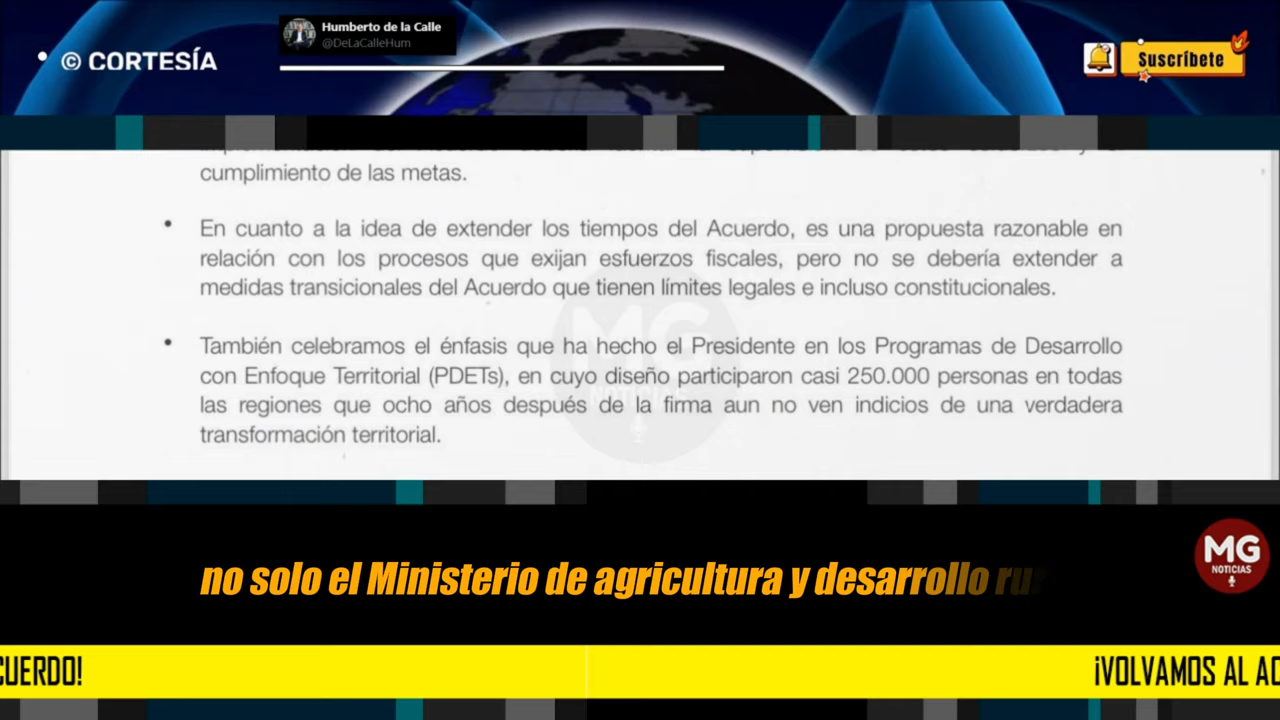 Humberto de la Calle
@DeLaCalleHum
© CORTESÍA
Suscríbete
cumplimiento de las metas.
• En cuanto a la idea de extender los tiempos del Acuerdo, es una propuesta razonable en
relación con los procesos que exijan esfuerzos fiscales, pero no se debería extender a
medidas transicionales del Acuerdo que tienen límites legales e incluso constitucionales.
• También celebramos el énfasis que ha hecho el Presidente en los Programas de Desarrollo
con Enfoque Territorial (PDETs), en cuyo diseño participaron casi 250.000 personas en todas
las regiones que ocho años después de la firma aun no ven indicios de una verdadera
transformación territorial.
MG
NOTICIAS
no solo el Ministerio de agricultura y desarrollo ru
MG
NOTICIAS
CUERDO!
¡VOLVAMOS AL AC